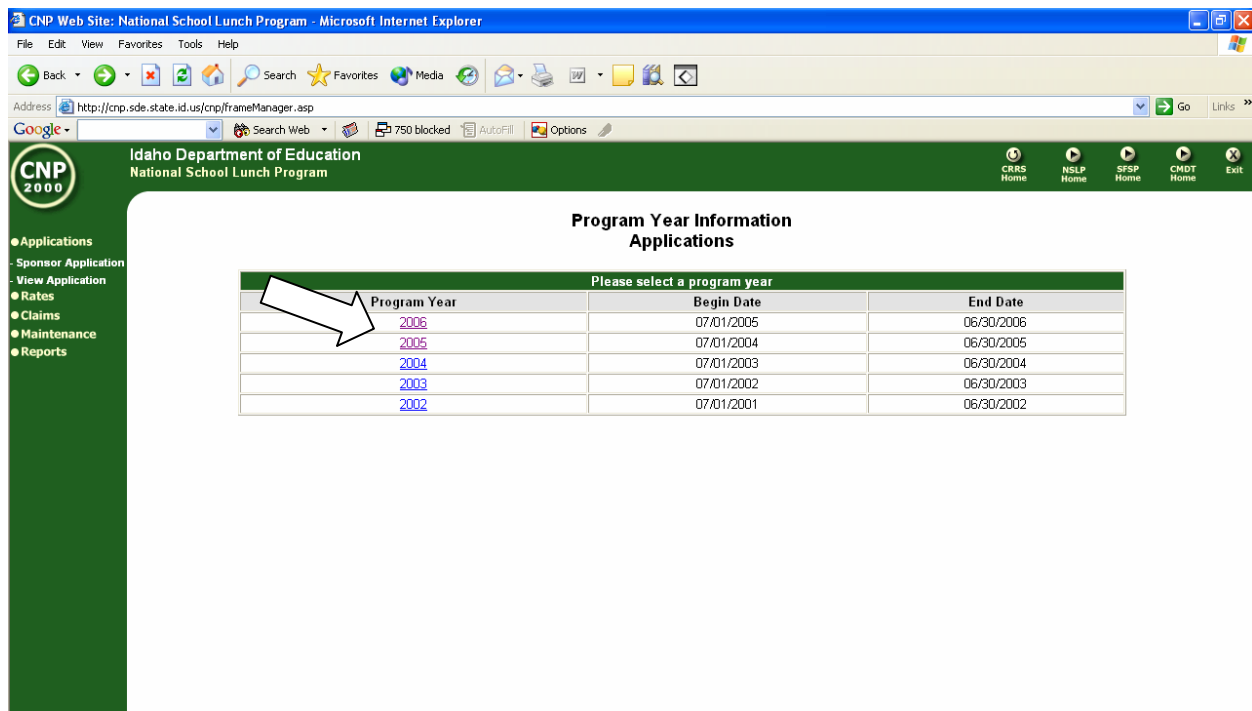 CNP Web Site: National School Lunch Program - Microsoft Internet Explorer
File Edit View Favorites Tools Help
Back Search Favorites Media
Address http://cnp.sde.state.id.us/cnp/frameManager.asp Go Links »
Google Search Web 750 blocked AutoFill Options
CNP 2000
Idaho Department of Education
National School Lunch Program
CRRS Home NSLP Home SFSP Home CMDT Home Exit
Applications
- Sponsor Application
- View Application
Rates
Claims
Maintenance
Reports
Program Year Information
Applications
Please select a program year
Program Year Begin Date End Date
2006 07/01/2005 06/30/2006
2005 07/01/2004 06/30/2005
2004 07/01/2003 06/30/2004
2003 07/01/2002 06/30/2003
2002 07/01/2001 06/30/2002